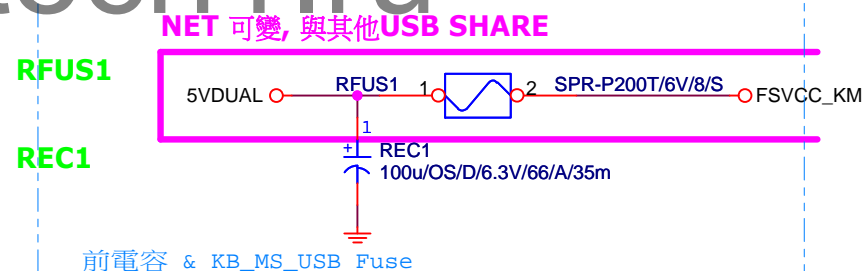 NET 可變, 與其他USB SHARE
RFUS1
5VDUAL RFUS1 1 2 SPR-P200T/6V/8/S FSVCC_KM
1
REC1
+ REC1
100u/OS/D/6.3V/66/A/35m
前電容 & KB_MS_USB Fuse